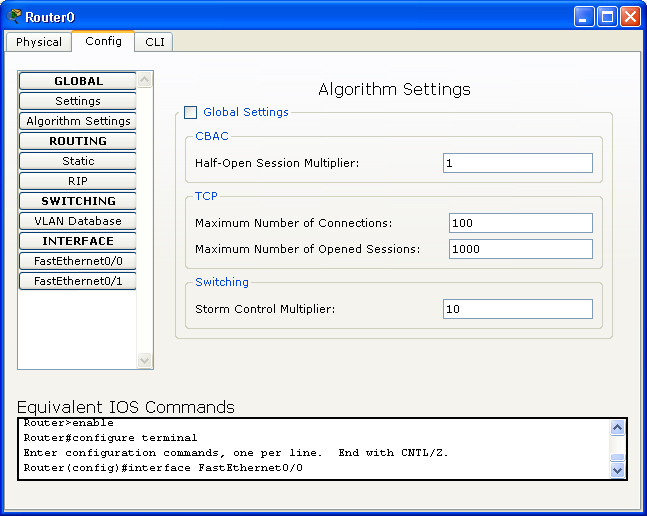 Router0
Physical
Config
CLI
GLOBAL
Settings
Algorithm Settings
ROUTING
Static
RIP
SWITCHING
VLAN Database
INTERFACE
FastEthernet0/0
FastEthernet0/1
Algorithm Settings
Global Settings
CBAC
Half-Open Session Multiplier: 1
TCP
Maximum Number of Connections: 100
Maximum Number of Opened Sessions: 1000
Switching
Storm Control Multiplier: 10
Equivalent IOS Commands
Router>enable
Router#configure terminal
Enter configuration commands, one per line.  End with CNTL/Z.
Router(config)#interface FastEthernet0/0